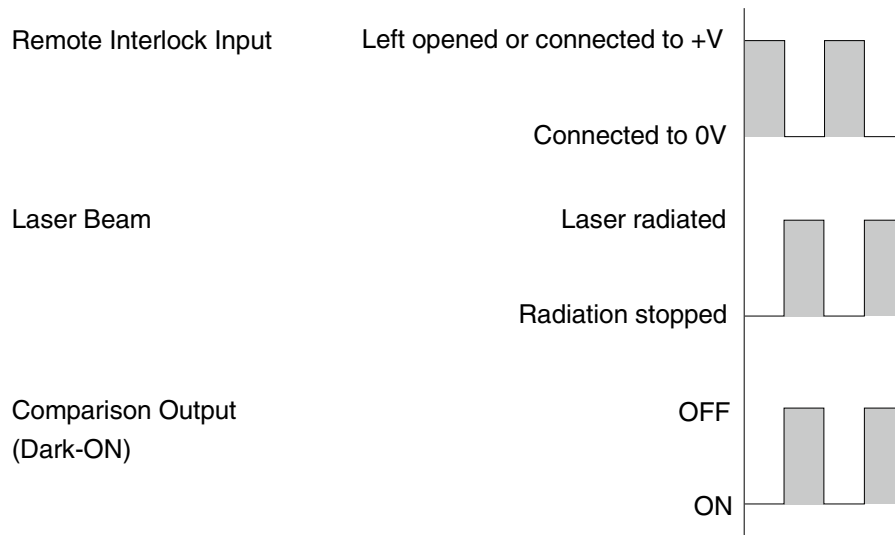 Remote Interlock Input
Left opened or connected to +V
Connected to 0V
Laser Beam
Laser radiated
Radiation stopped
Comparison Output
(Dark-ON)
OFF
ON